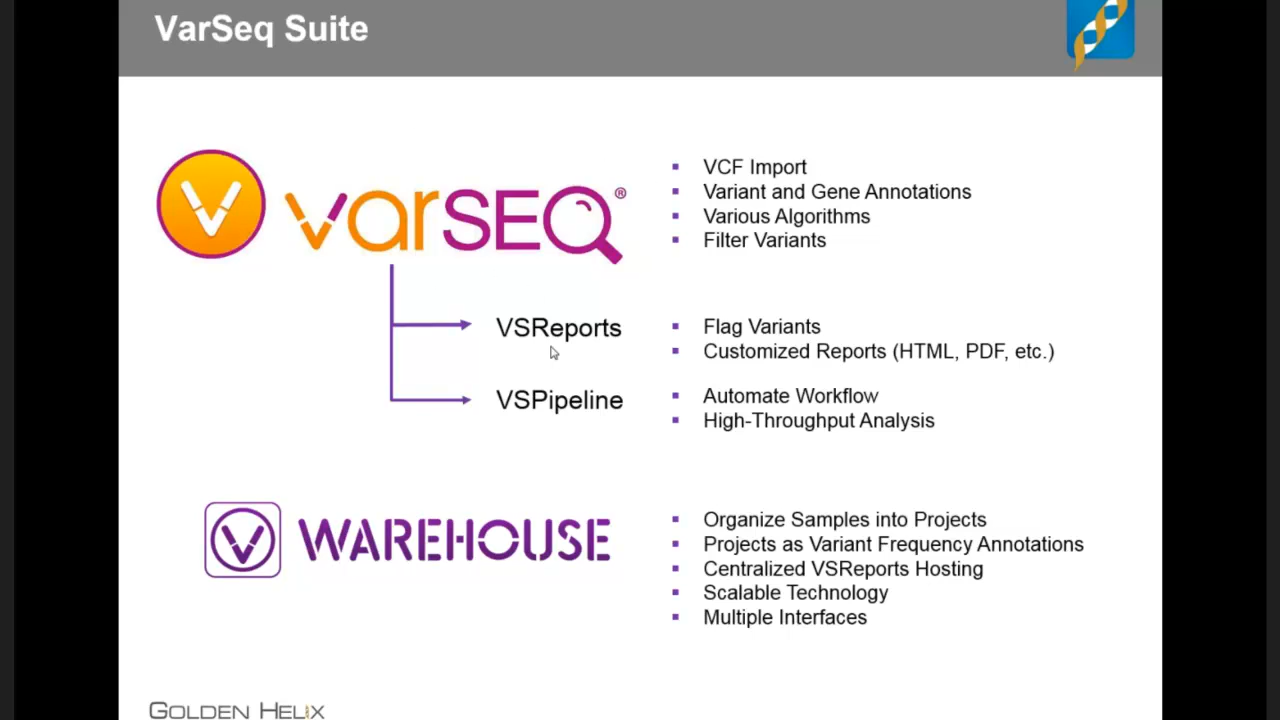 VarSeq Suite
varSEQ®
VCF Import
Variant and Gene Annotations
Various Algorithms
Filter Variants
VSReports
Flag Variants
Customized Reports (HTML, PDF, etc.)
VSPipeline
Automate Workflow
High-Throughput Analysis
WAREHOUSE
Organize Samples into Projects
Projects as Variant Frequency Annotations
Centralized VSReports Hosting
Scalable Technology
Multiple Interfaces
GOLDEN HELIX